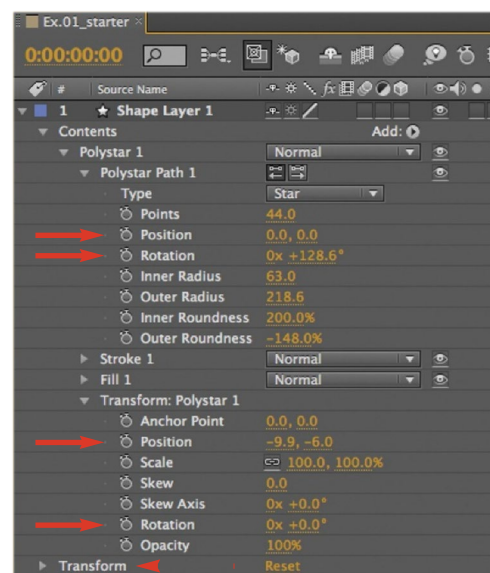 Ex.01_starter ×
0:00:00:00
# Source Name fx
1 ★ Shape Layer 1
Contents Add:
Polystar 1 Normal
Polystar Path 1
Type Star
Points 44.0
Position 0.0, 0.0
Rotation 0x +128.6°
Inner Radius 63.0
Outer Radius 218.6
Inner Roundness 200.0%
Outer Roundness -148.0%
Stroke 1 Normal
Fill 1 Normal
Transform: Polystar 1
Anchor Point 0.0, 0.0
Position -9.9, -6.0
Scale 100.0, 100.0%
Skew 0.0
Skew Axis 0x +0.0°
Rotation 0x +0.0°
Opacity 100%
Transform Reset